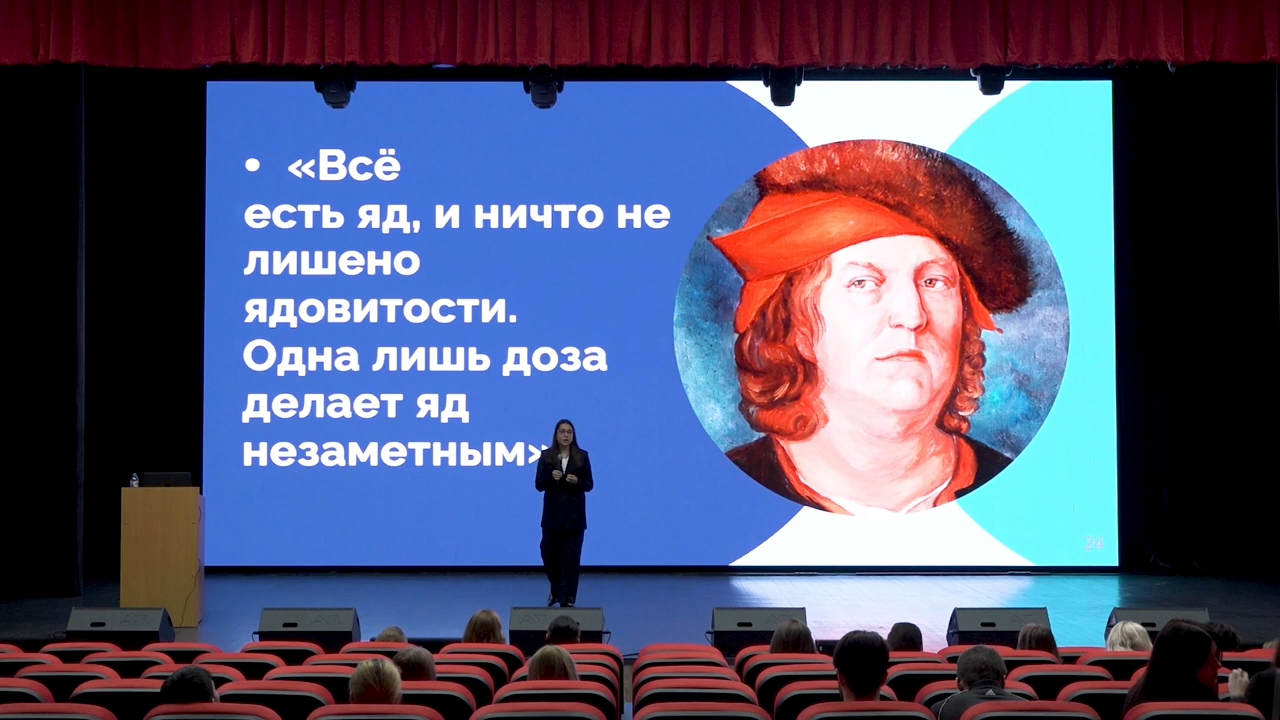 • «Всё
есть яд, и ничто не
лишено
ядовитости.
Одна лишь доза
делает яд
незаметным»